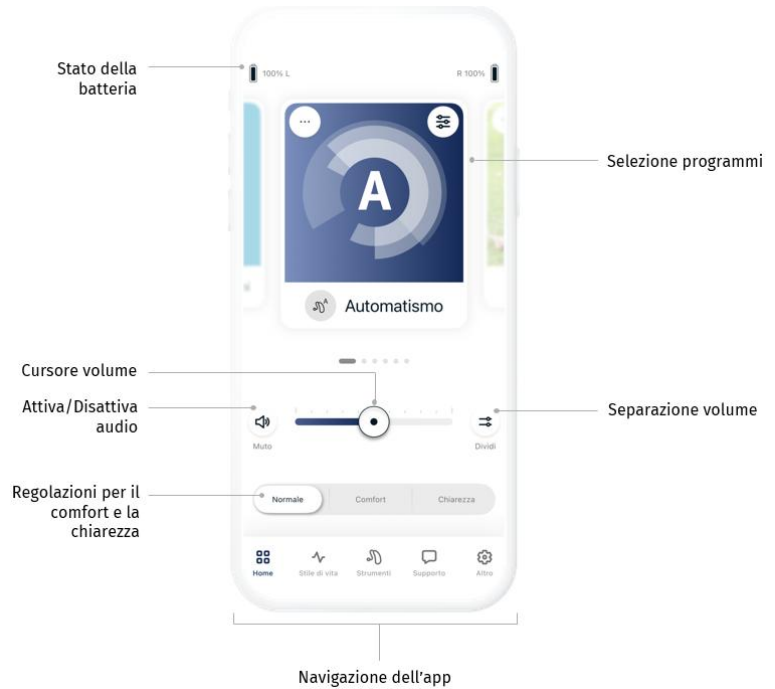 Stato della
batteria
100% L
R 100%
Selezione programmi
A
Automatismo
Cursore volume
Attiva/Disattiva
audio
Separazione volume
Muto
Dividi
Regolazioni per il
comfort e la
chiarezza
Normale
Comfort
Chiarezza
Home
Stile di vita
Strumenti
Supporto
Altro
Navigazione dell'app